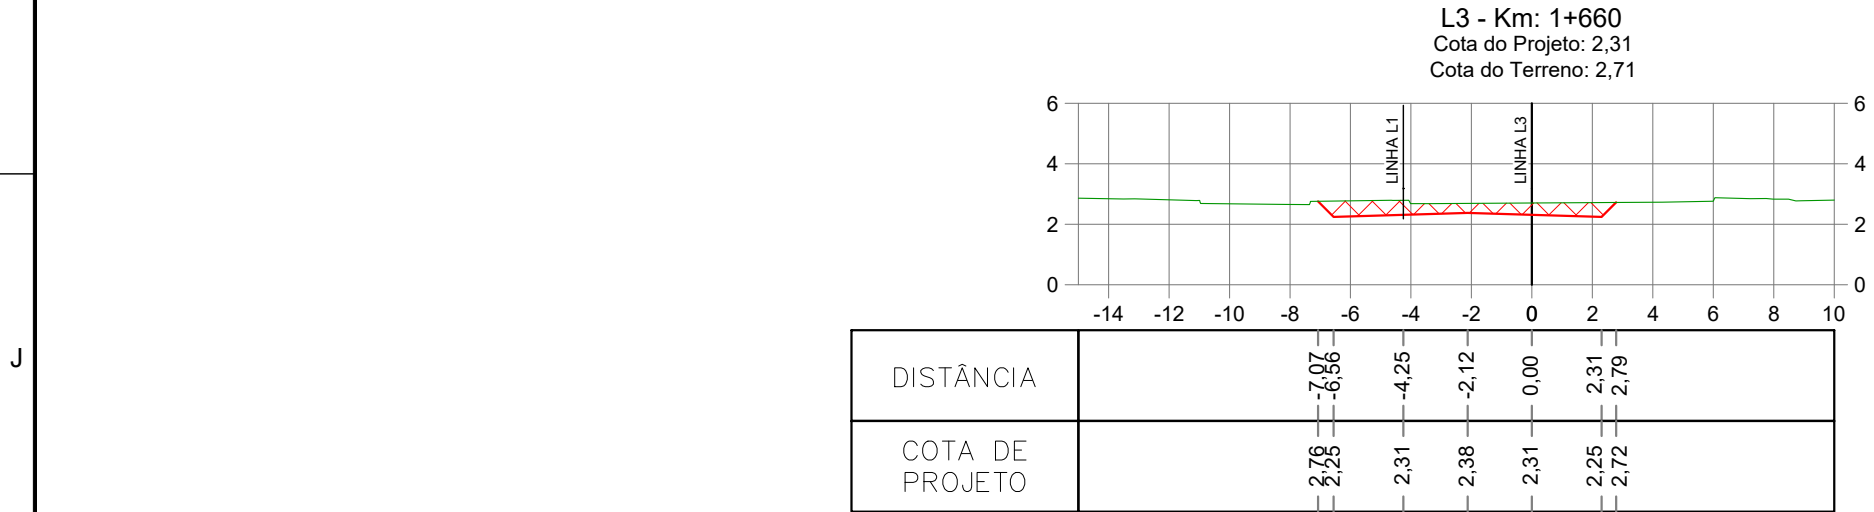 L3 - Km: 1+660
Cota do Projeto: 2,31
Cota do Terreno: 2,71
6 6
LINHA L1 LINHA L3
4 4
2 2
0 0
-14 -12 -10 -8 -6 -4 -2 0 2 4 6 8 10
J
DISTÂNCIA -7,07 -6,56 -4,25 -2,12 0,00 2,31 2,79
COTA DE
PROJETO
2,76 2,25 2,31 2,38 2,31 2,25 2,72